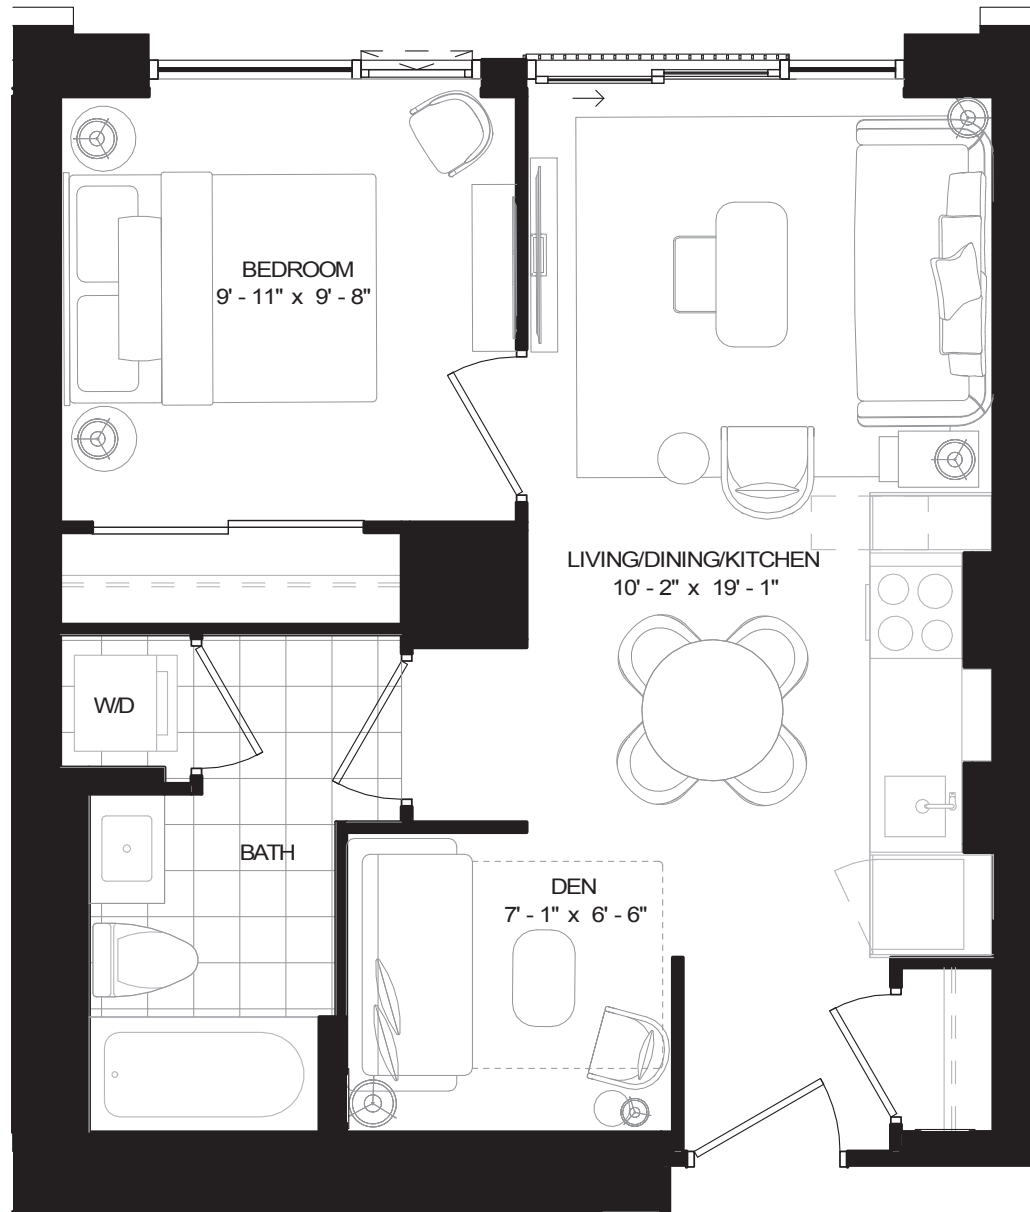 BEDROOM
9' - 11" x 9' - 8"
LIVING/DINING/KITCHEN
10' - 2" x 19' - 1"
W/D
BATH
DEN
7' - 1" x 6' - 6"